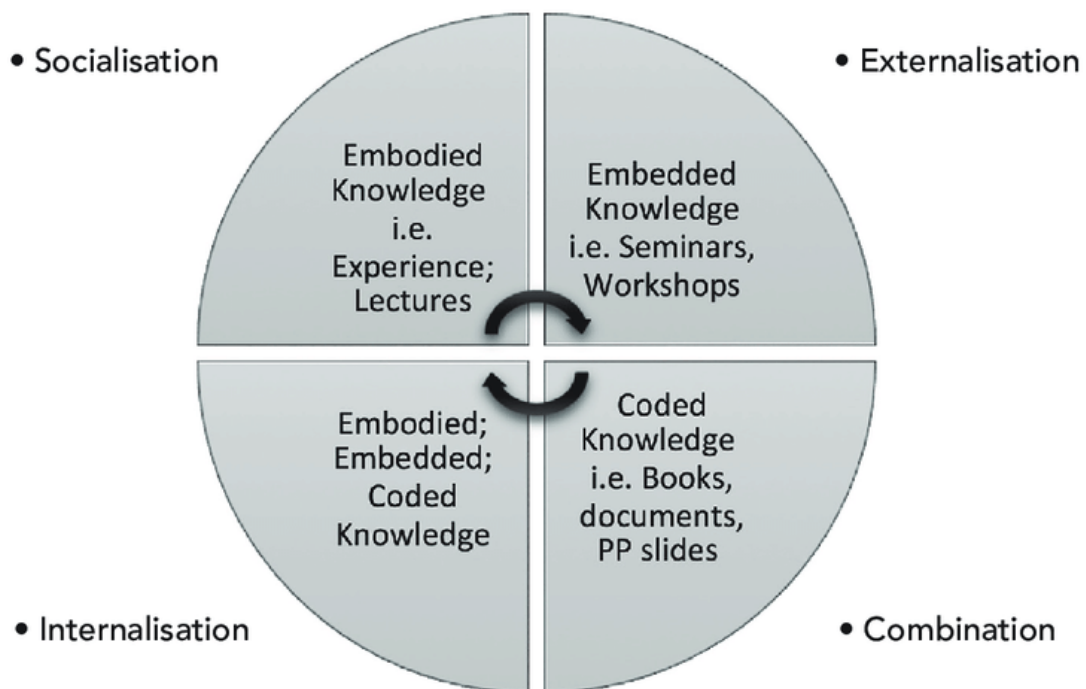 • Socialisation
• Externalisation
Embodied
Knowledge
i.e.
Experience;
Lectures
Embedded
Knowledge
i.e. Seminars,
Workshops
Embodied;
Embedded;
Coded
Knowledge
Coded
Knowledge
i.e. Books,
documents,
PP slides
• Internalisation
• Combination